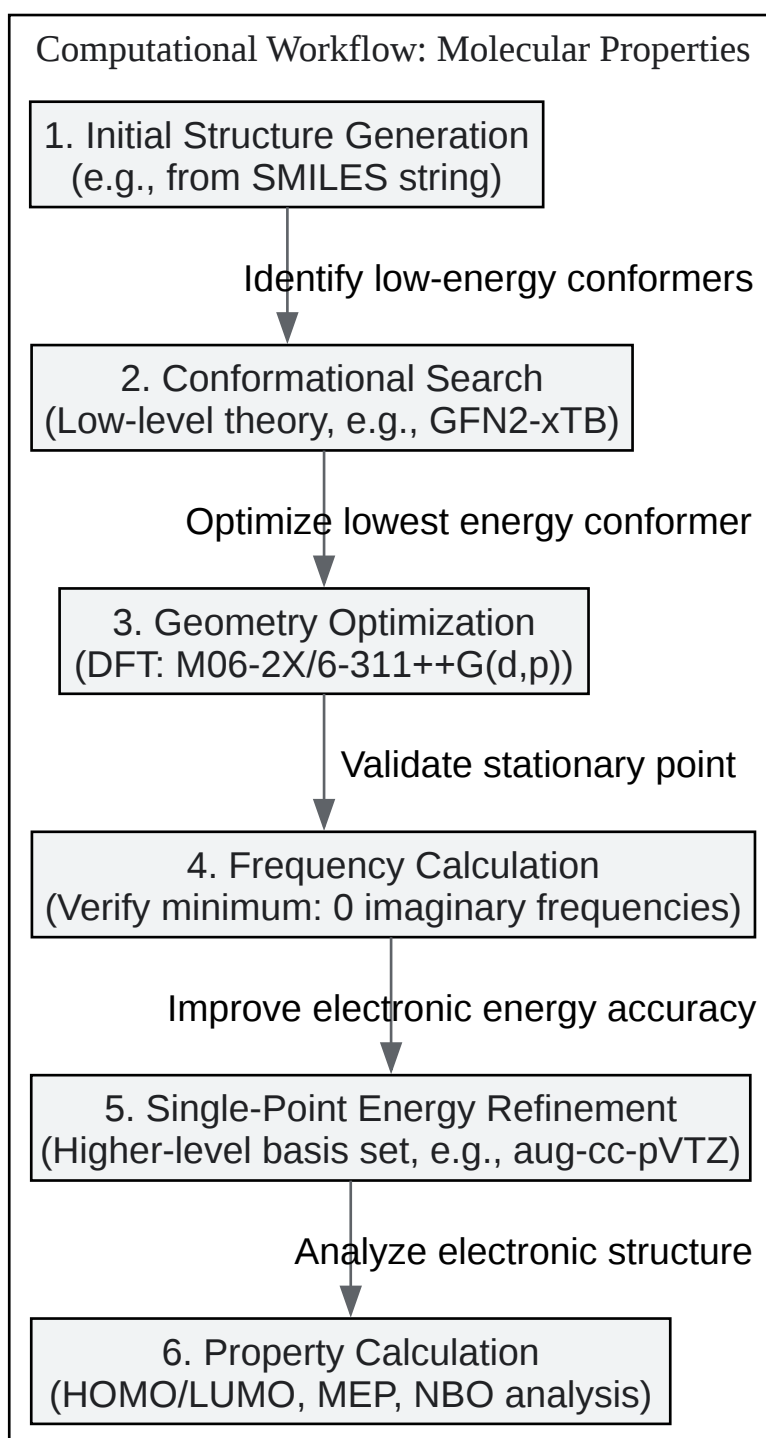 Computational Workflow: Molecular Properties
1. Initial Structure Generation
(e.g., from SMILES string)
Identify low-energy conformers
2. Conformational Search
(Low-level theory, e.g., GFN2-xTB)
Optimize lowest energy conformer
3. Geometry Optimization
(DFT: M06-2X/6-311++G(d,p))
Validate stationary point
4. Frequency Calculation
(Verify minimum: 0 imaginary frequencies)
Improve electronic energy accuracy
5. Single-Point Energy Refinement
(Higher-level basis set, e.g., aug-cc-pVTZ)
Analyze electronic structure
6. Property Calculation
(HOMO/LUMO, MEP, NBO analysis)